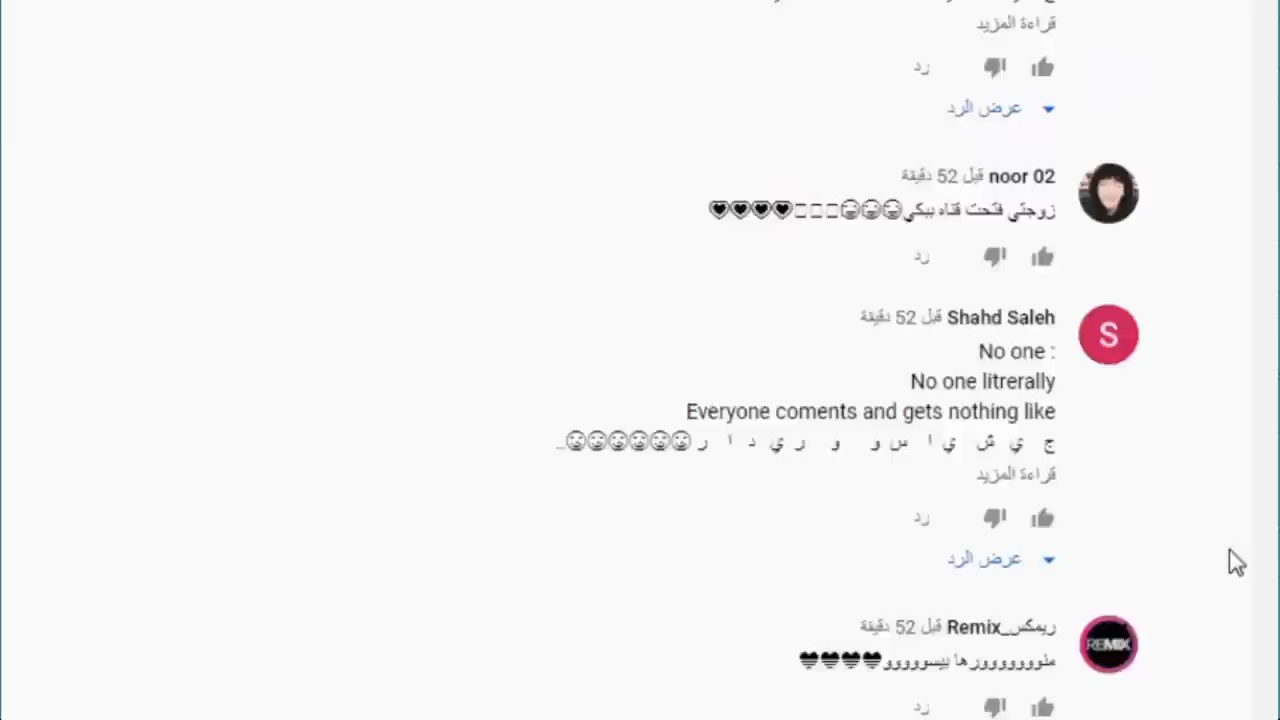 قراءة المزيد
رد
عرض الرد
noor 02 قبل 52 دقيقة
زوجتي فتحت قناه ببكي
رد
Shahd Saleh قبل 52 دقيقة
S
No one :
No one litrerally
Everyone coments and gets nothing like
ج ي ش ي ا س و و ر ي د ا ر
قراءة المزيد
رد
عرض الرد
ريمكس_Remix قبل 52 دقيقة
REMIX
رد